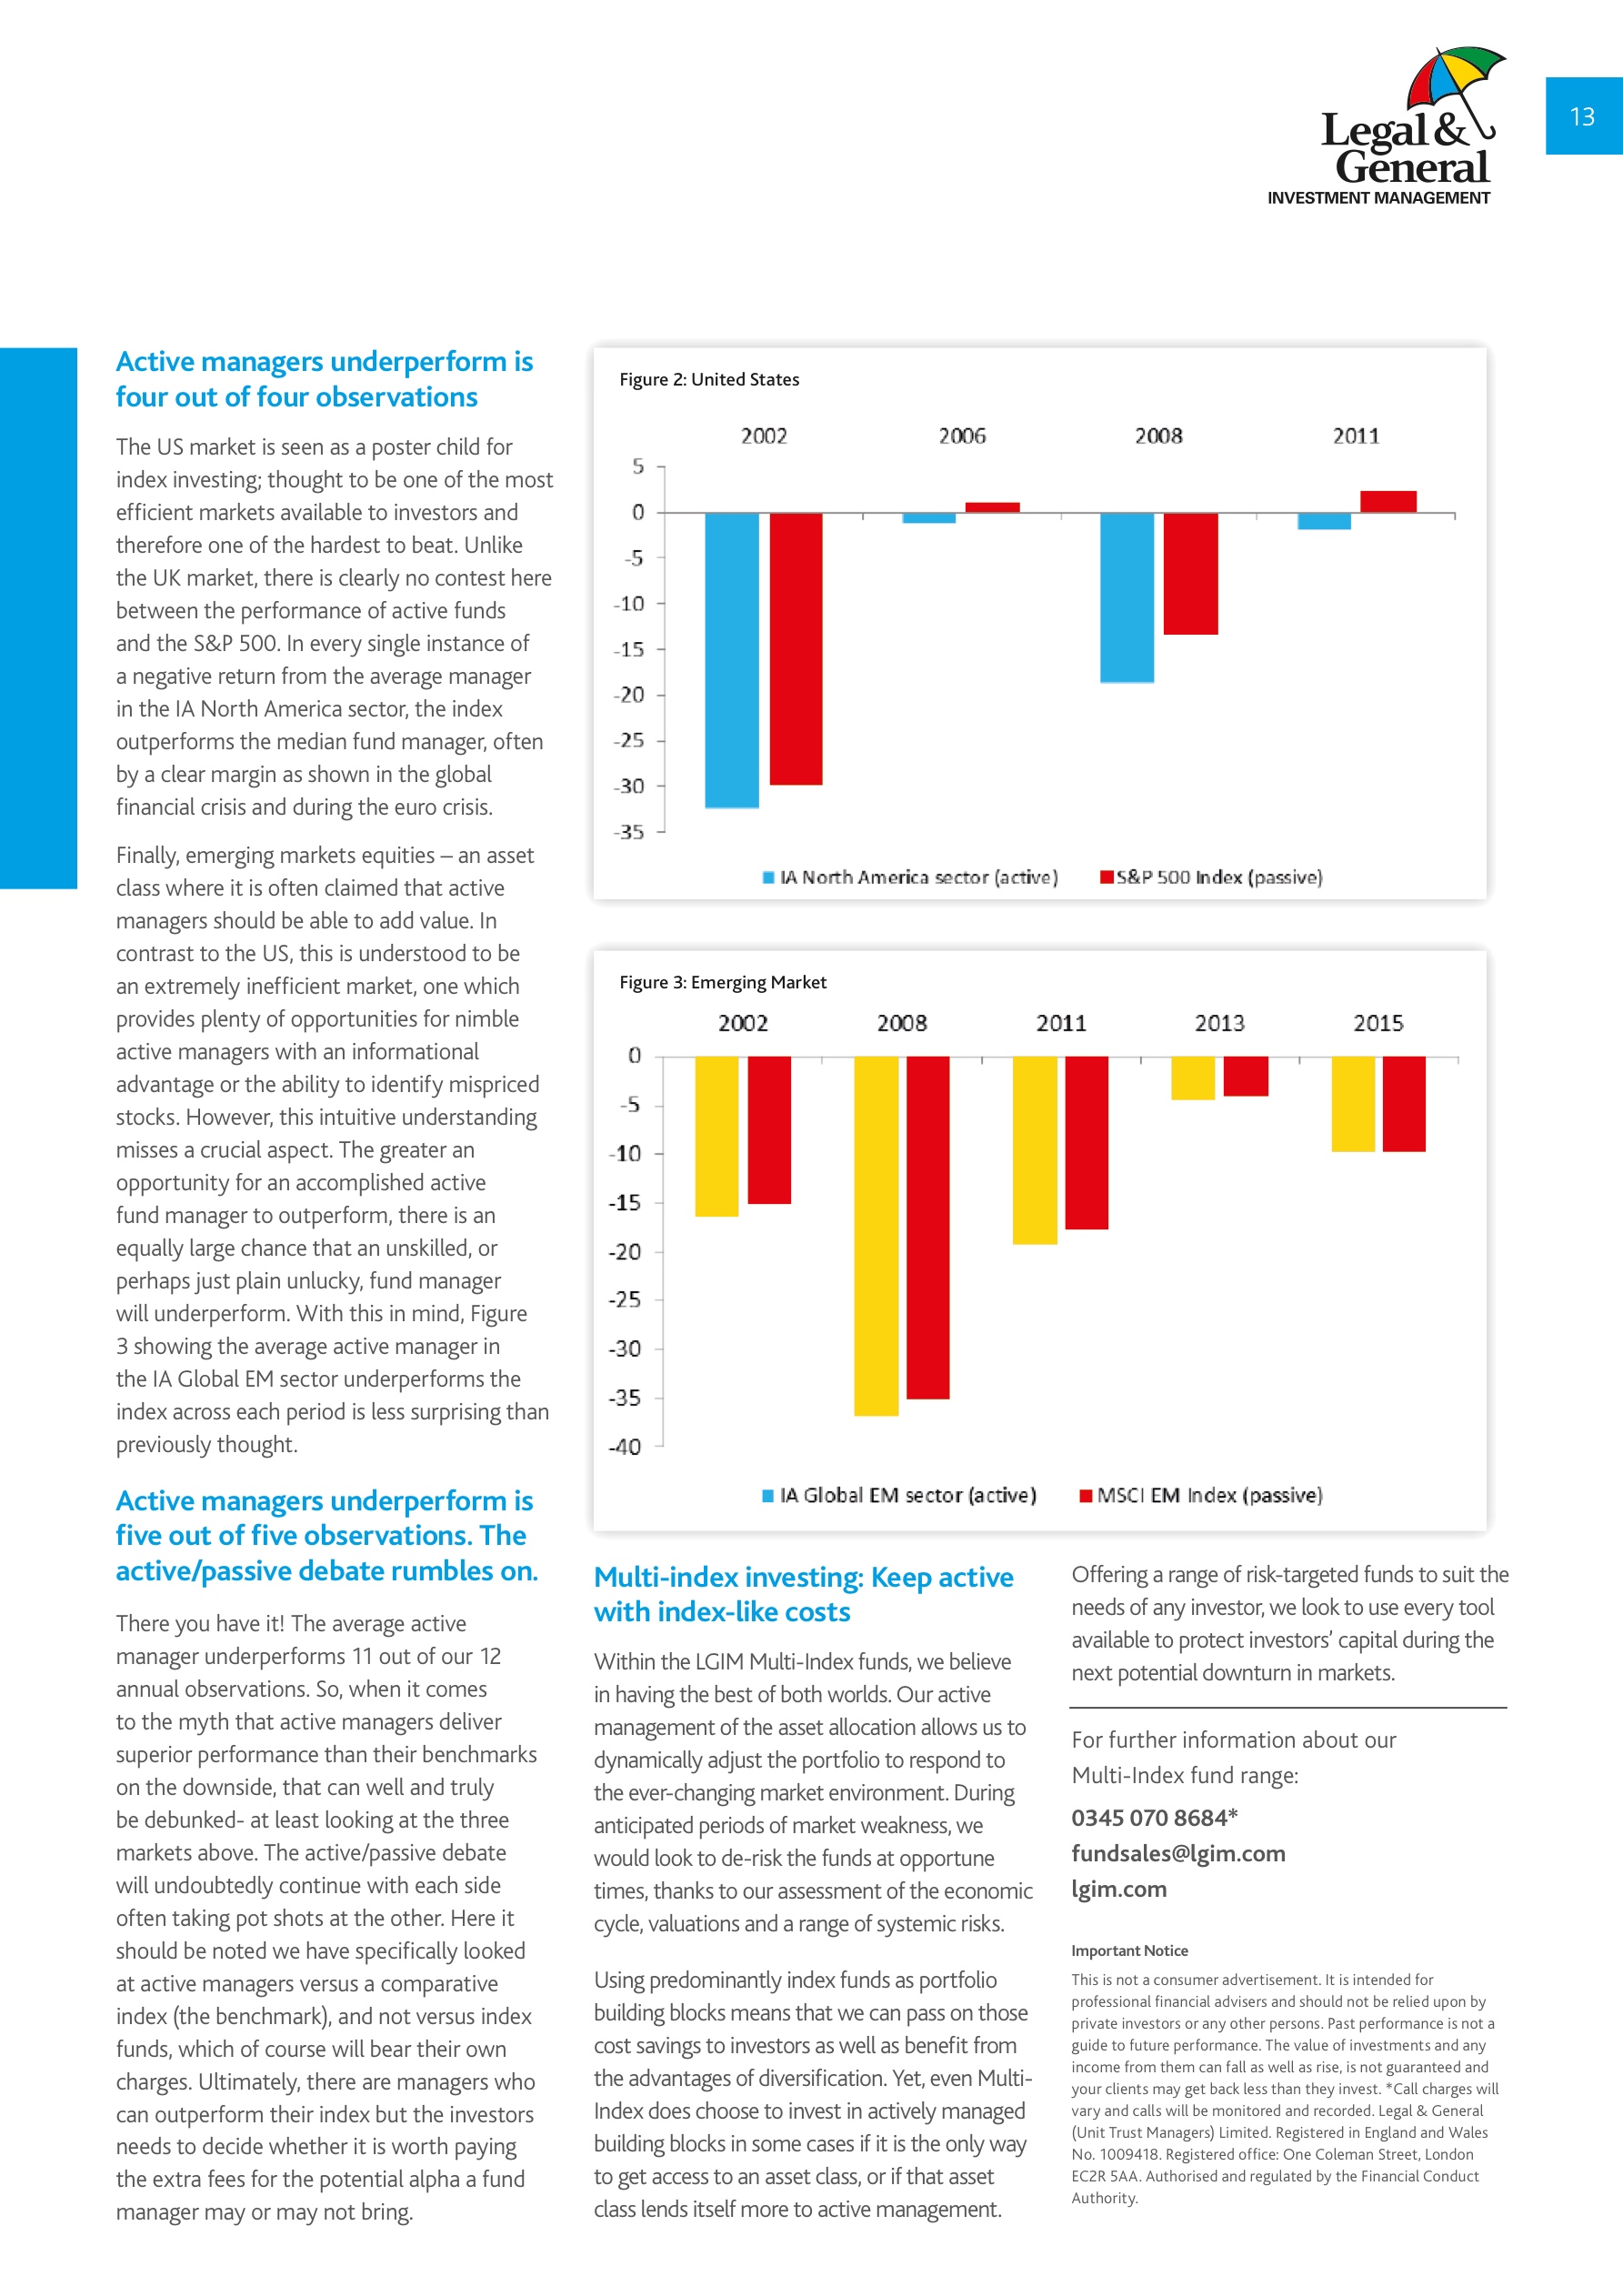 Legal &
General
INVESTMENT MANAGEMENT
13
Active managers underperform is
four out of four observations
The US market is seen as a poster child for
index investing; thought to be one of the most
efficient markets available to investors and
therefore one of the hardest to beat. Unlike
the UK market, there is clearly no contest here
between the performance of active funds
and the S&P 500. In every single instance of
a negative return from the average manager
in the IA North America sector, the index
outperforms the median fund manager, often
by a clear margin as shown in the global
financial crisis and during the euro crisis.
Finally, emerging markets equities – an asset
class where it is often claimed that active
managers should be able to add value. In
contrast to the US, this is understood to be
an extremely inefficient market, one which
provides plenty of opportunities for nimble
active managers with an informational
advantage or the ability to identify mispriced
stocks. However, this intuitive understanding
misses a crucial aspect. The greater an
opportunity for an accomplished active
fund manager to outperform, there is an
equally large chance that an unskilled, or
perhaps just plain unlucky, fund manager
will underperform. With this in mind, Figure
3 showing the average active manager in
the IA Global EM sector underperforms the
index across each period is less surprising than
previously thought.
Active managers underperform is
five out of five observations. The
active/passive debate rumbles on.
There you have it! The average active
manager underperforms 11 out of our 12
annual observations. So, when it comes
to the myth that active managers deliver
superior performance than their benchmarks
on the downside, that can well and truly
be debunked- at least looking at the three
markets above. The active/passive debate
will undoubtedly continue with each side
often taking pot shots at the other. Here it
should be noted we have specifically looked
at active managers versus a comparative
index (the benchmark), and not versus index
funds, which of course will bear their own
charges. Ultimately, there are managers who
can outperform their index but the investors
needs to decide whether it is worth paying
the extra fees for the potential alpha a fund
manager may or may not bring.
Figure 2: United States
2002 2006 2008 2011
5
0
-5
-10
-15
-20
-25
-30
-35
IA North America sector (active) S&P 500 Index (passive)
Figure 3: Emerging Market
2002 2008 2011 2013 2015
0
-5
-10
-15
-20
-25
-30
-35
-40
IA Global EM sector (active) MSCI EM Index (passive)
Multi-index investing: Keep active
with index-like costs
Within the LGIM Multi-Index funds, we believe
in having the best of both worlds. Our active
management of the asset allocation allows us to
dynamically adjust the portfolio to respond to
the ever-changing market environment. During
anticipated periods of market weakness, we
would look to de-risk the funds at opportune
times, thanks to our assessment of the economic
cycle, valuations and a range of systemic risks.
Using predominantly index funds as portfolio
building blocks means that we can pass on those
cost savings to investors as well as benefit from
the advantages of diversification. Yet, even Multi-
Index does choose to invest in actively managed
building blocks in some cases if it is the only way
to get access to an asset class, or if that asset
class lends itself more to active management.
Offering a range of risk-targeted funds to suit the
needs of any investor, we look to use every tool
available to protect investors’ capital during the
next potential downturn in markets.
For further information about our
Multi-Index fund range:
0345 070 8684*
fundsales@lgim.com
lgim.com
Important Notice
This is not a consumer advertisement. It is intended for
professional financial advisers and should not be relied upon by
private investors or any other persons. Past performance is not a
guide to future performance. The value of investments and any
income from them can fall as well as rise, is not guaranteed and
your clients may get back less than they invest. *Call charges will
vary and calls will be monitored and recorded. Legal & General
(Unit Trust Managers) Limited. Registered in England and Wales
No. 1009418. Registered office: One Coleman Street, London
EC2R 5AA. Authorised and regulated by the Financial Conduct
Authority.